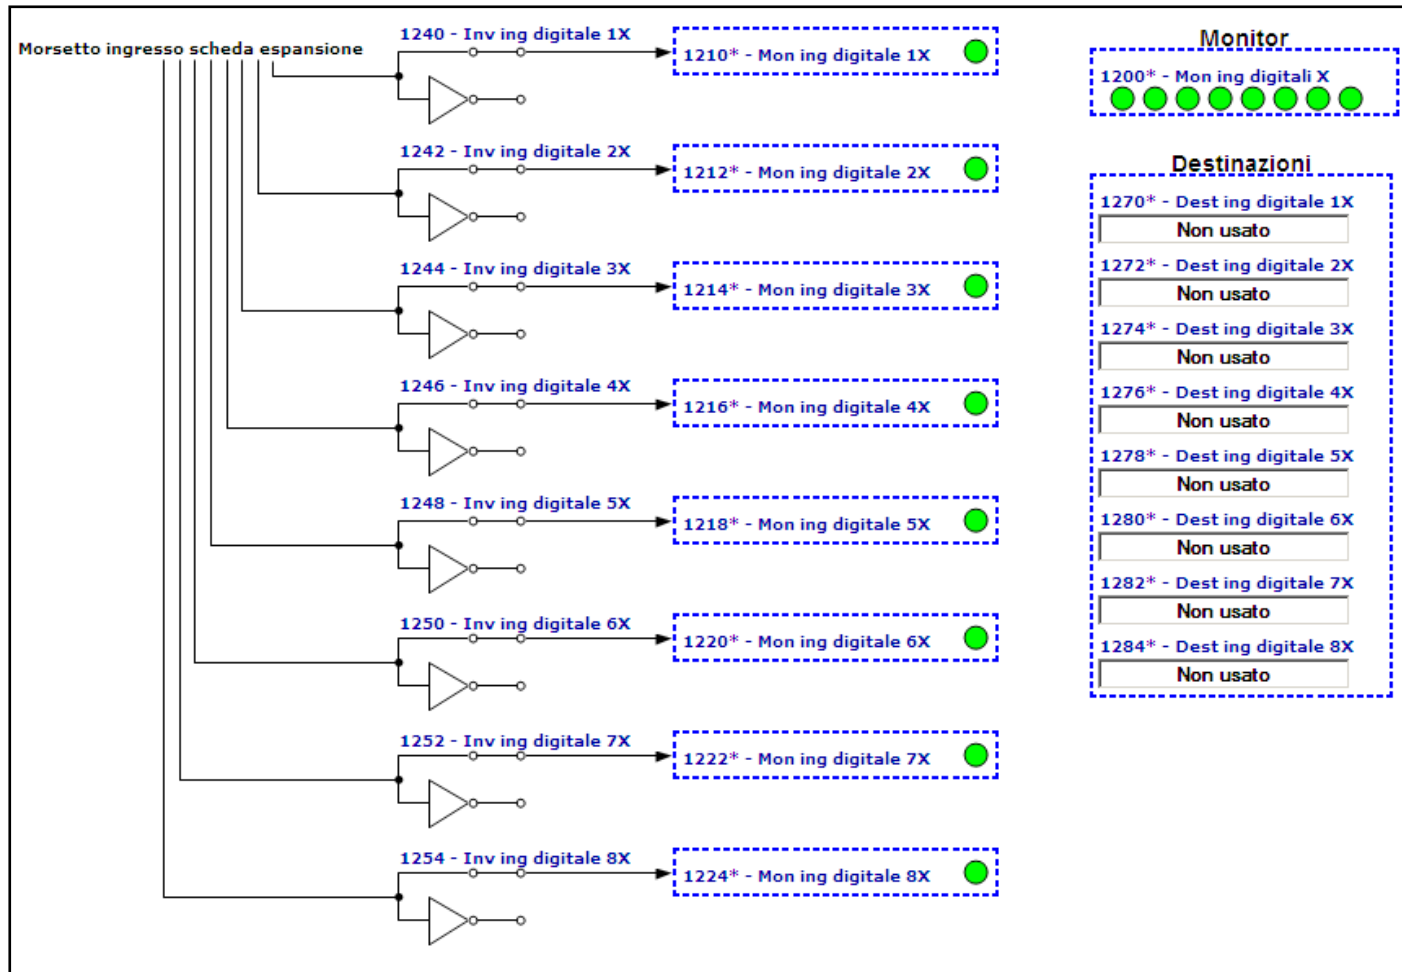 Morsetto ingresso scheda espansione
1240 - Inv ing digitale 1X
1210* - Mon ing digitale 1X
1242 - Inv ing digitale 2X
1212* - Mon ing digitale 2X
1244 - Inv ing digitale 3X
1214* - Mon ing digitale 3X
1246 - Inv ing digitale 4X
1216* - Mon ing digitale 4X
1248 - Inv ing digitale 5X
1218* - Mon ing digitale 5X
1250 - Inv ing digitale 6X
1220* - Mon ing digitale 6X
1252 - Inv ing digitale 7X
1222* - Mon ing digitale 7X
1254 - Inv ing digitale 8X
1224* - Mon ing digitale 8X
Monitor
1200* - Mon ing digitali X
Destinazioni
1270* - Dest ing digitale 1X
Non usato
1272* - Dest ing digitale 2X
Non usato
1274* - Dest ing digitale 3X
Non usato
1276* - Dest ing digitale 4X
Non usato
1278* - Dest ing digitale 5X
Non usato
1280* - Dest ing digitale 6X
Non usato
1282* - Dest ing digitale 7X
Non usato
1284* - Dest ing digitale 8X
Non usato